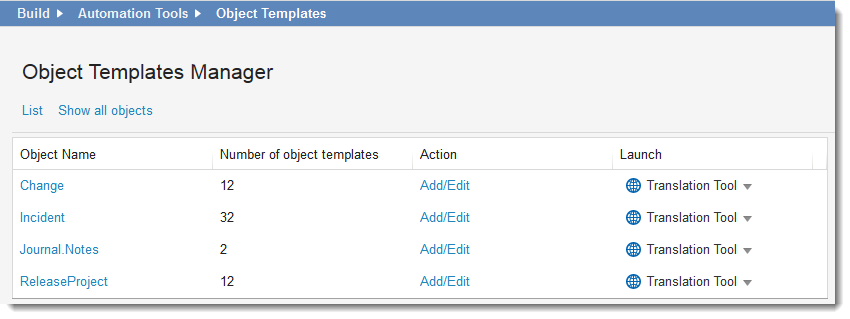 Build Automation Tools Object Templates
Object Templates Manager
List Show all objects
Object Name Number of object templates Action Launch
Change 12 Add/Edit Translation Tool
Incident 32 Add/Edit Translation Tool
Journal.Notes 2 Add/Edit Translation Tool
ReleaseProject 12 Add/Edit Translation Tool